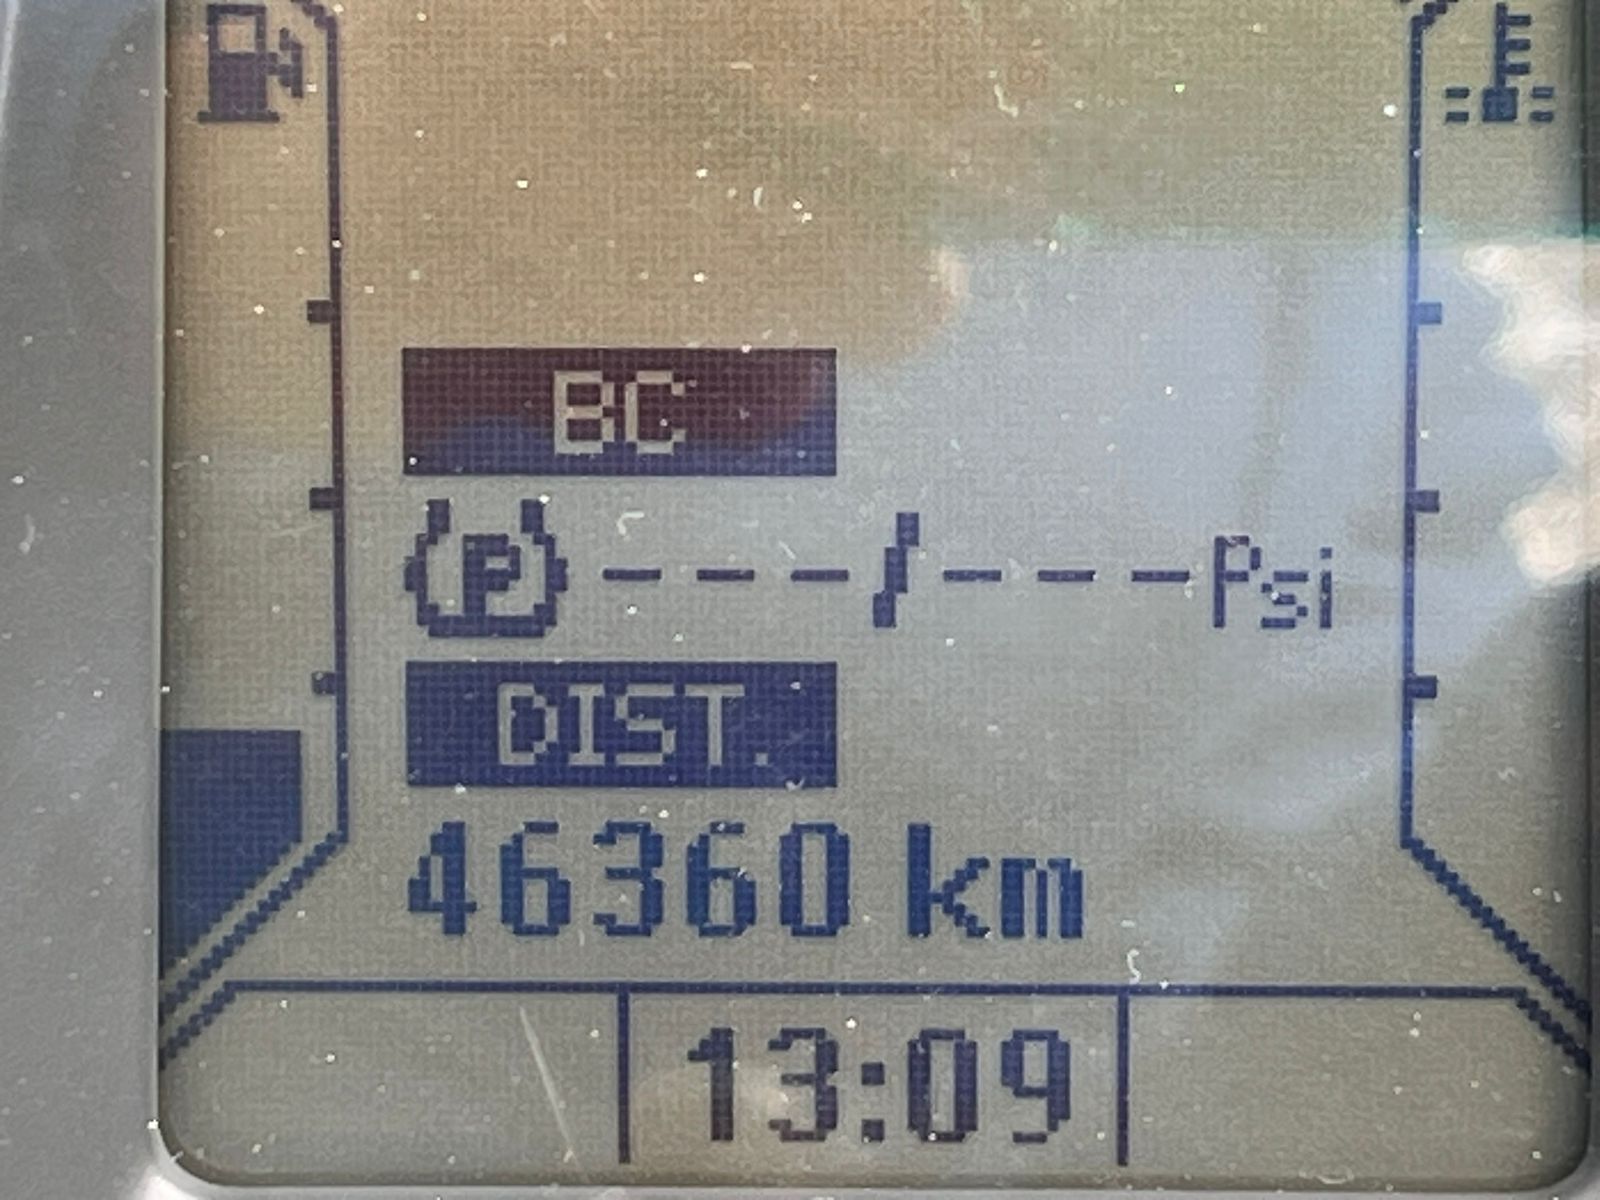 BC
(P) ---/--- Psi
DIST.
46360 km
13:09